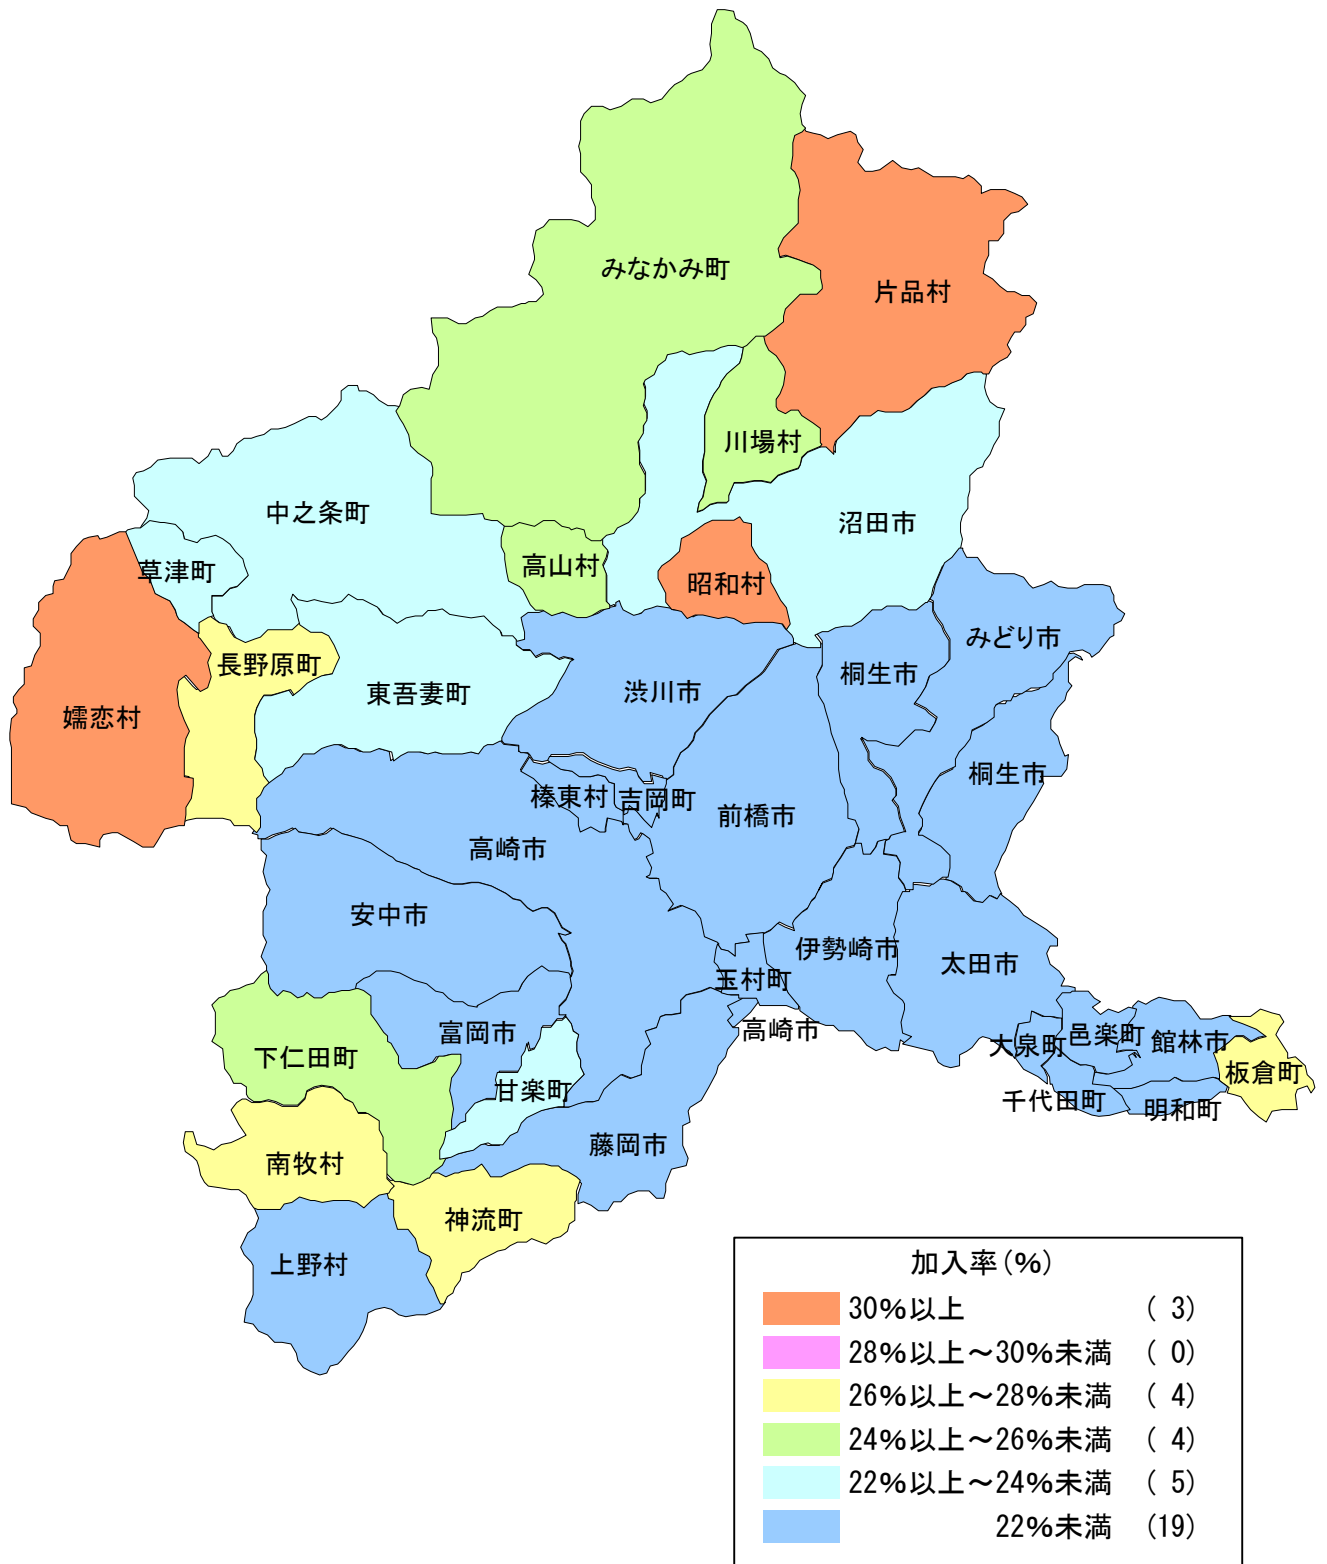 みなかみ町
片品村
川場村
中之条町
沼田市
高山村
草津町
昭和村
みどり市
長野原町
桐生市
東吾妻町
渋川市
嬬恋村
桐生市
榛東村
吉岡町
前橋市
高崎市
安中市
伊勢崎市
太田市
玉村町
富岡市
高崎市
邑楽町
館林市
大泉町
下仁田町
板倉町
甘楽町
千代田町
明和町
藤岡市
南牧村
神流町
上野村
加入率(%)
30%以上 ( 3)
28%以上～30%未満 ( 0)
26%以上～28%未満 ( 4)
24%以上～26%未満 ( 4)
22%以上～24%未満 ( 5)
22%未満 (19)